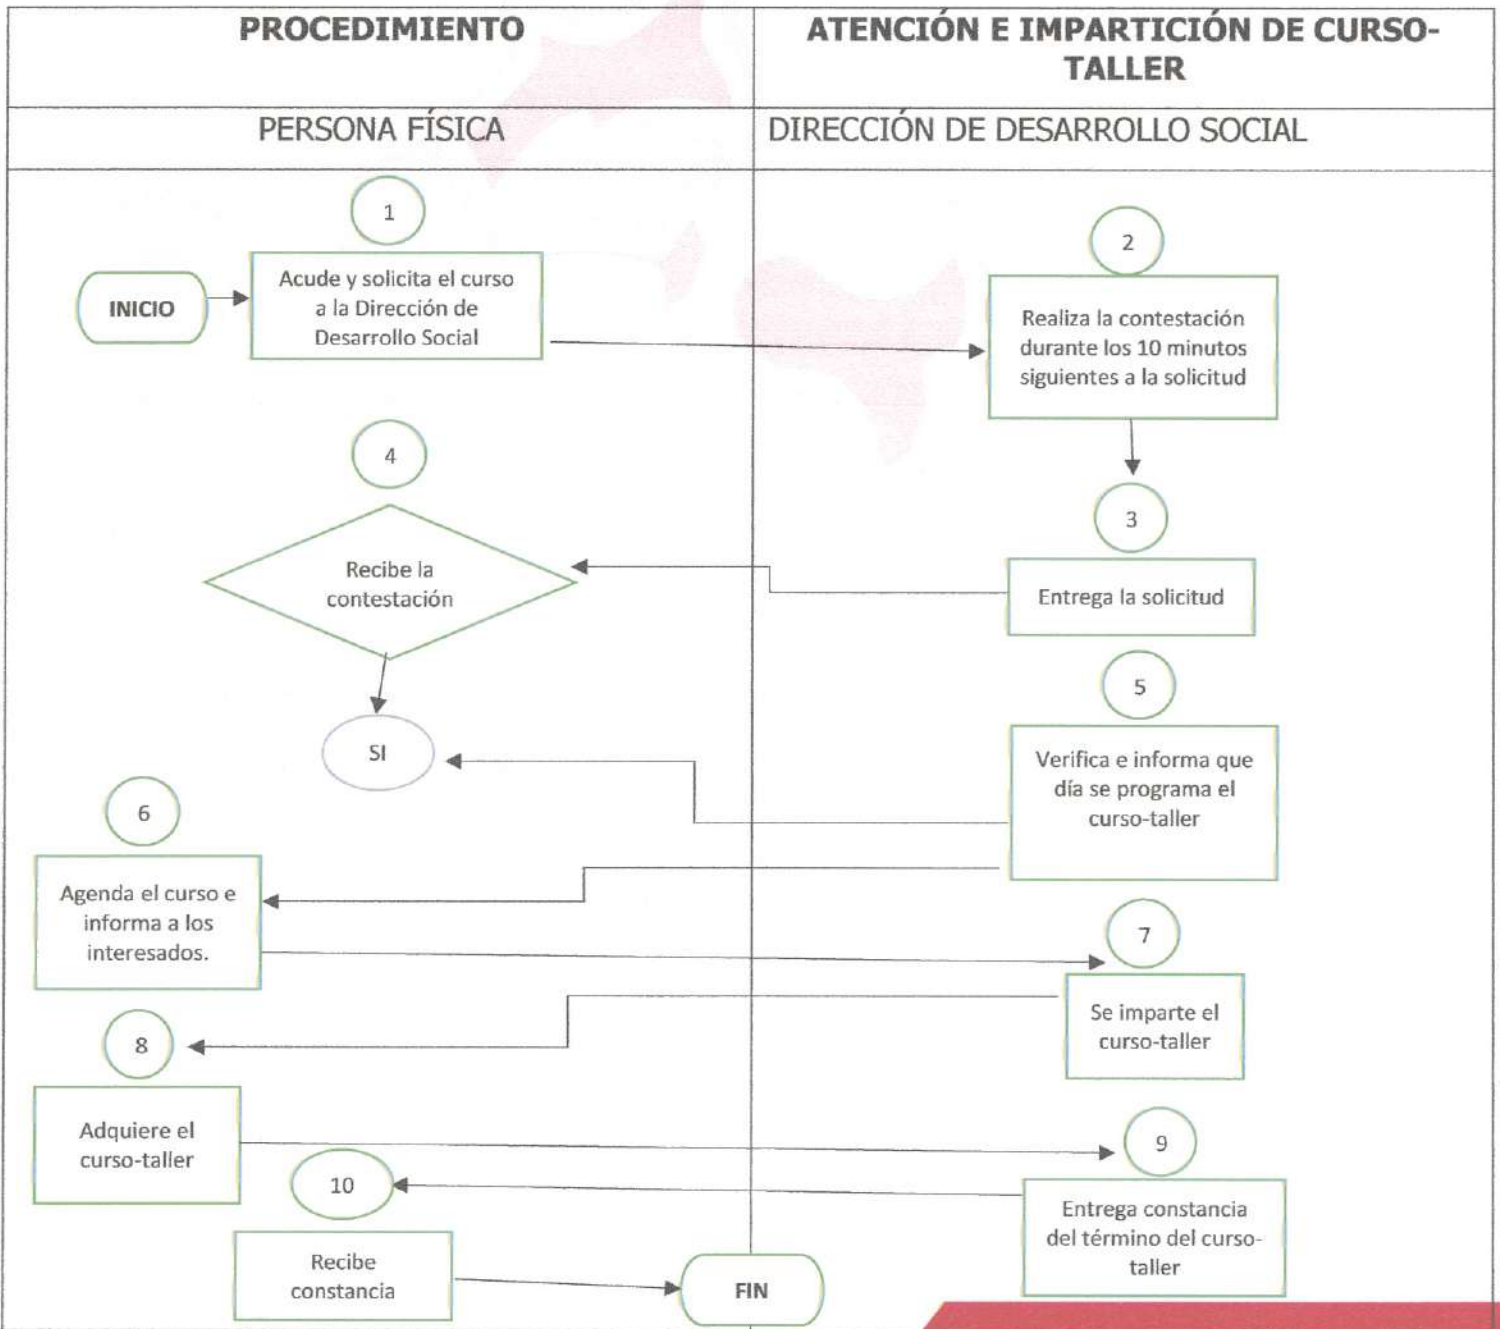 PROCEDIMIENTO
ATENCIÓN E IMPARTICIÓN DE CURSO-
TALLER
PERSONA FÍSICA
DIRECCIÓN DE DESARROLLO SOCIAL
1
INICIO
Acude y solicita el curso
a la Dirección de
Desarrollo Social
2
Realiza la contestación
durante los 10 minutos
siguientes a la solicitud
3
Entrega la solicitud
4
Recibe la
contestación
SI
5
Verifica e informa que
día se programa el
curso-taller
6
Agenda el curso e
informa a los
interesados.
7
Se imparte el
curso-taller
8
Adquiere el
curso-taller
9
Entrega constancia
del término del curso-
taller
10
Recibe
constancia
FIN